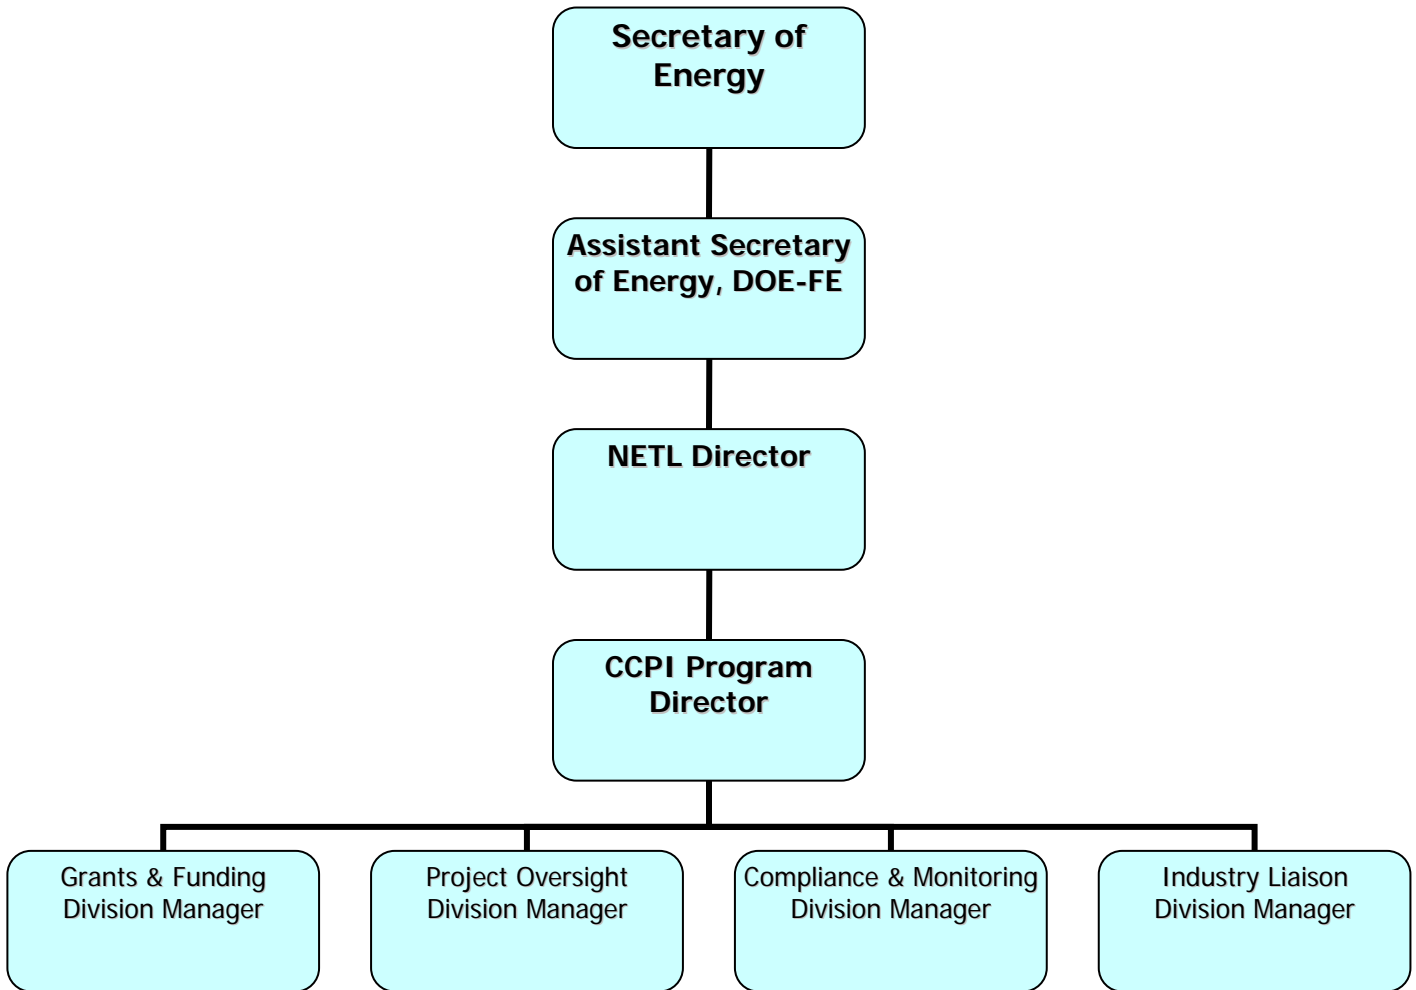 Secretary of
Energy
Assistant Secretary
of Energy, DOE-FE
NETL Director
CCPI Program
Director
Grants & Funding
Division Manager
Project Oversight
Division Manager
Compliance & Monitoring
Division Manager
Industry Liaison
Division Manager